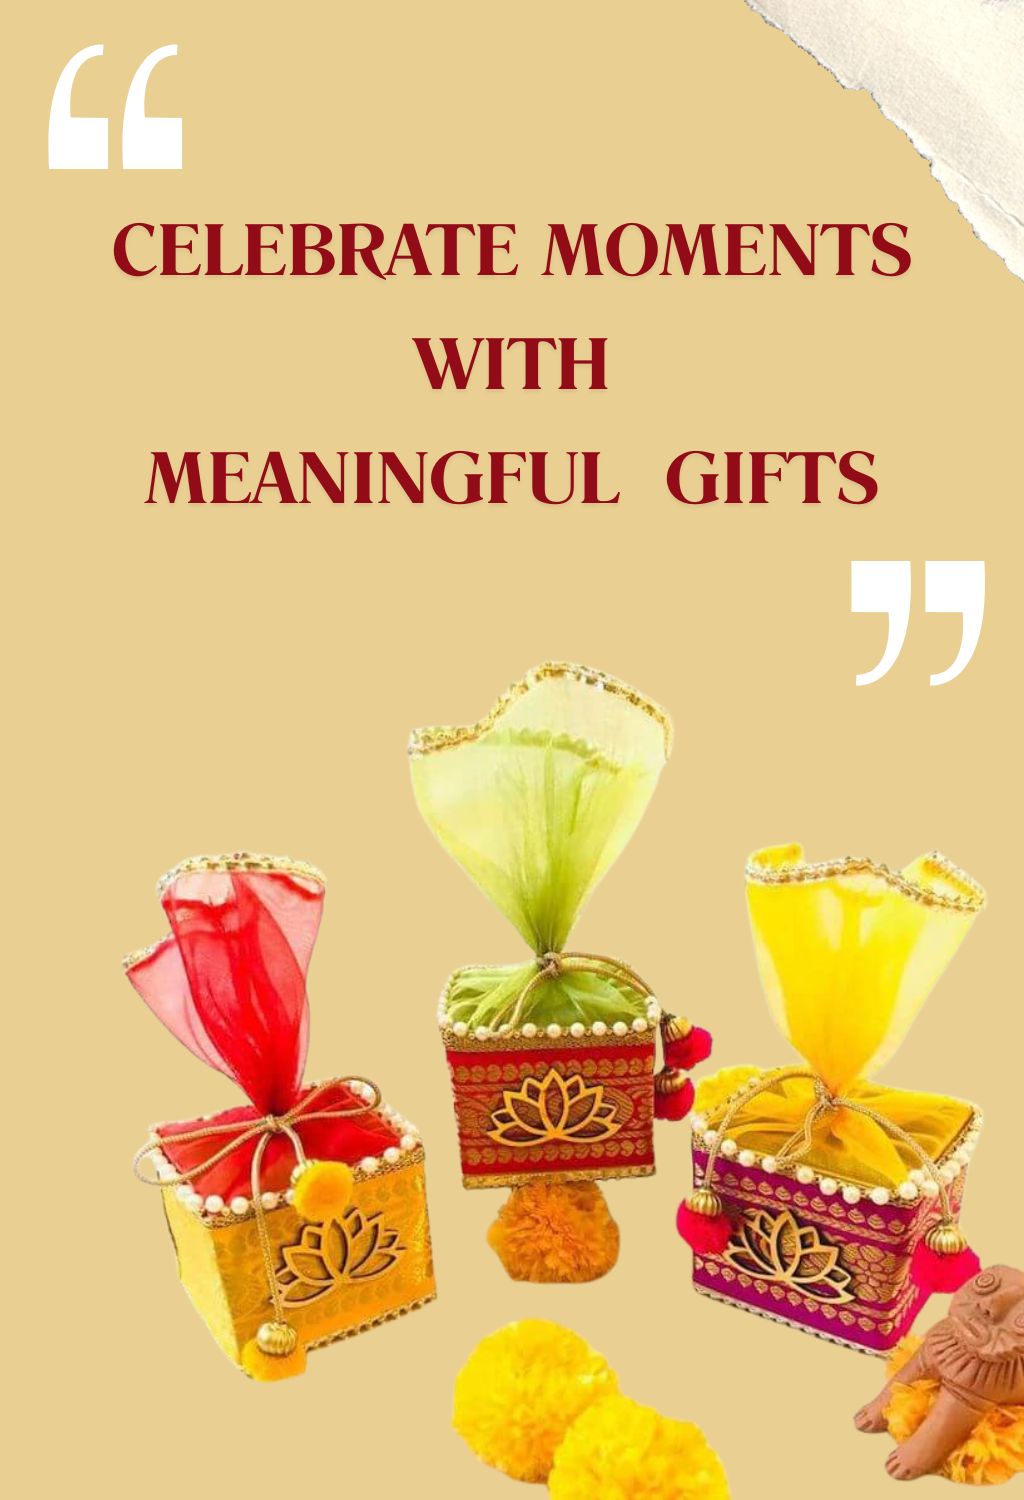 “
CELEBRATE MOMENTS
WITH
MEANINGFUL GIFTS
”